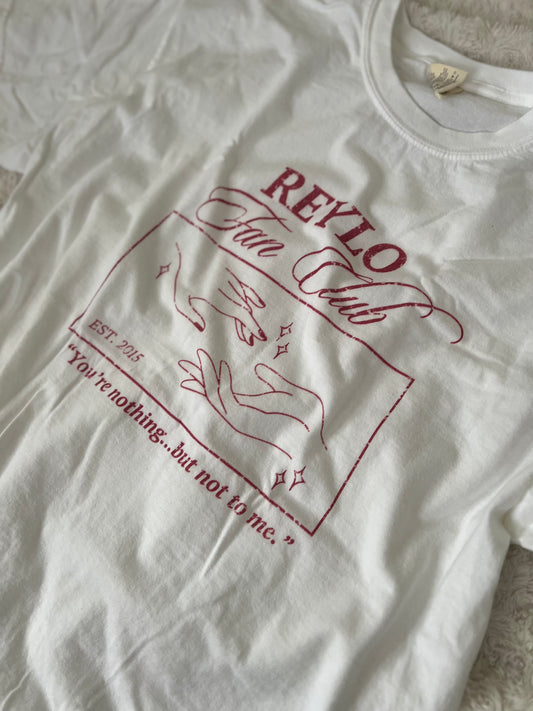 REYLO
Fan Club
EST. 2015
"You're nothing...but not to me."